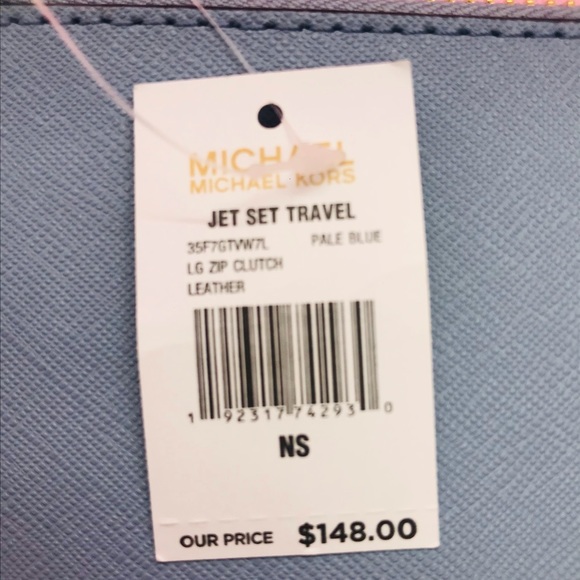 MICHAEL
MICHAEL KORS
JET SET TRAVEL
35F7GTVW7L PALE BLUE
LG ZIP CLUTCH
LEATHER
1 92317 74293 0
NS
OUR PRICE $148.00